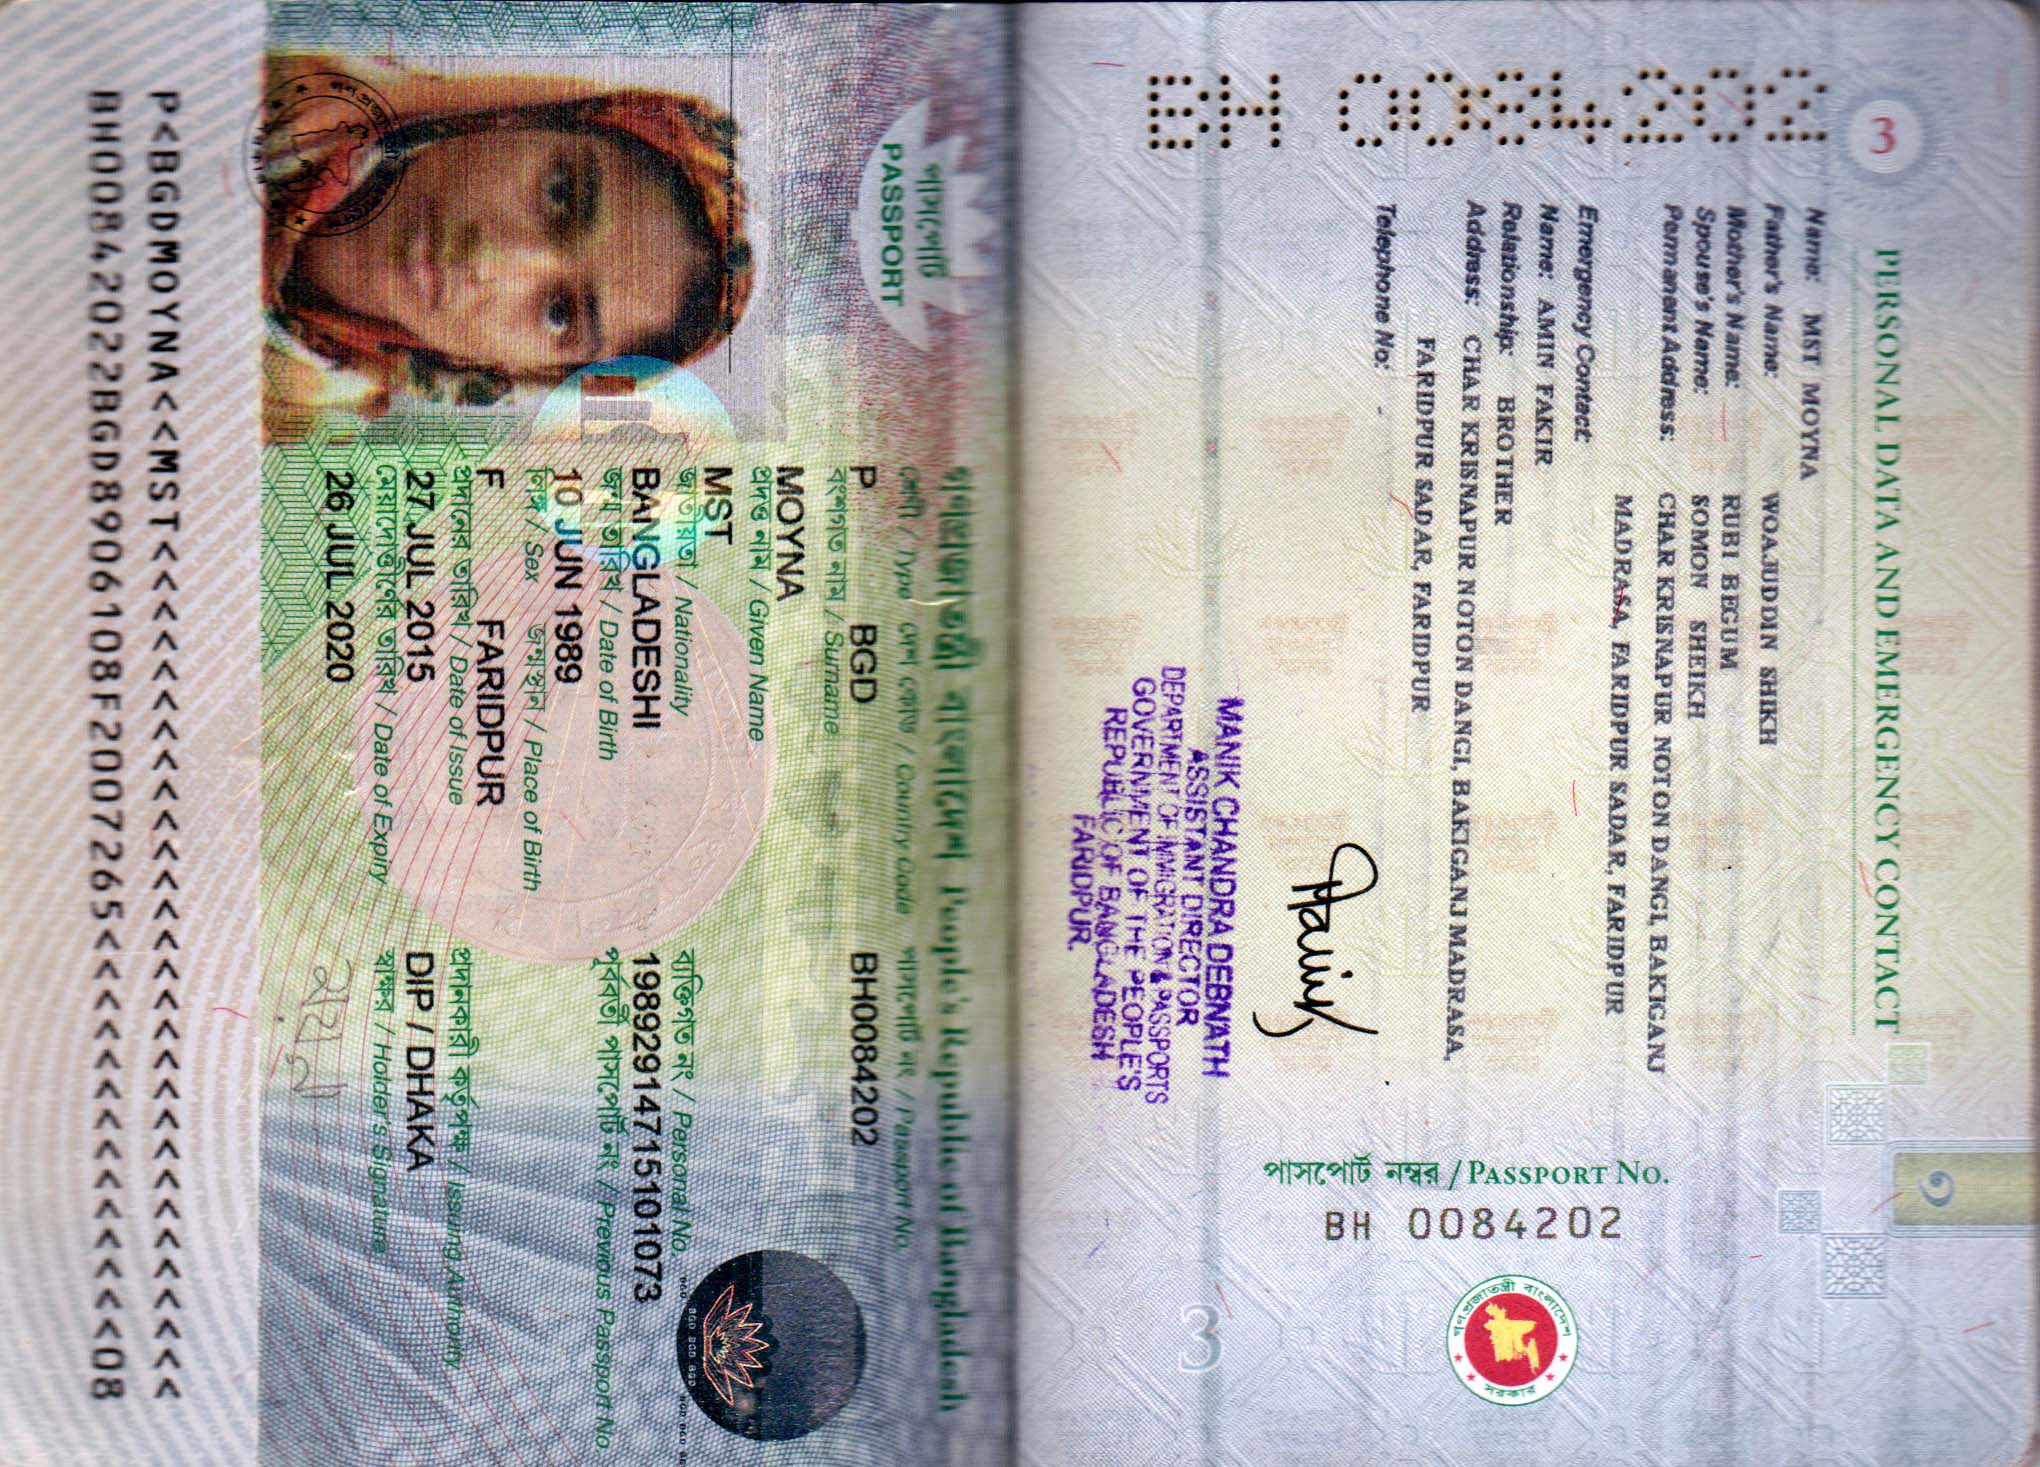 3
PERSONAL DATA AND EMERGENCY CONTACT
BH 0084202
Name: MST MOYNA
Father's Name: WOAJUDDIN SHIKH
Mother's Name: RUBI BEGUM
Spouse's Name: SOMON SHEIKH
Permanent Address: CHAR KRISNAPUR NOTON DANGI, BAKIGANJ
MADRASA, FARIDPUR SADAR, FARIDPUR
Emergency Contact:
Name: AMIN FAKIR
Relationship: BROTHER
Address: CHAR KRISNAPUR NOTON DANGI, BAKIGANJ MADRASA,
FARIDPUR SADAR, FARIDPUR
Telephone No: -
MANIK CHANDRA DEBNATH
ASSISTANT DIRECTOR
DEPARTMENT OF IMMIGRATION & PASSPORTS
GOVERNMENT OF THE PEOPLE'S
REPUBLIC OF BANGLADESH
FARIDPUR.
পাসপোর্ট নম্বর / PASSPORT No.
BH 0084202
গণপ্রজাতন্ত্রী বাংলাদেশ
সরকার
৩
3
গণপ্রজাতন্ত্রী বাংলাদেশ People's Republic of Bangladesh
পাসপোর্ট
PASSPORT
শ্রেণী / Type দেশ কোড / Country Code পাসপোর্ট নং / Passport No.
P BGD BH0084202
বংশগত নাম / Surname
MOYNA
প্রদত্ত নাম / Given Name
MST
জাতীয়তা / Nationality ব্যক্তিগত নং / Personal No.
BANGLADESHI 19892914715101073
জন্ম তারিখ / Date of Birth পূর্ববর্তী পাসপোর্ট নং / Previous Passport No.
10 JUN 1989
লিঙ্গ / Sex জন্মস্থান / Place of Birth
F FARIDPUR
প্রদানের তারিখ / Date of Issue প্রদানকারী কর্তৃপক্ষ / Issuing Authority
27 JUL 2015 DIP / DHAKA
মেয়াদোত্তীর্ণের তারিখ / Date of Expiry স্বাক্ষর / Holder's Signature
26 JUL 2020 ময়না
P<BGDMOYNA<<MST<<<<<<<<<<<<<<<<<<<<<<<<<<<<<
BH00842022BGD8906108F2007265<<<<<<<<<<<<<<08